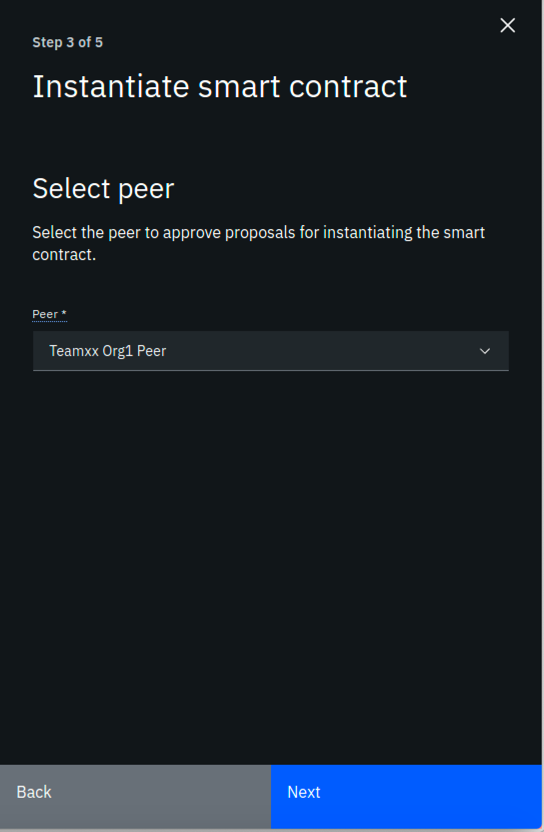 Step 3 of 5
Instantiate smart contract
Select peer
Select the peer to approve proposals for instantiating the smart
contract.
Peer *
Teamxx Org1 Peer
Back
Next